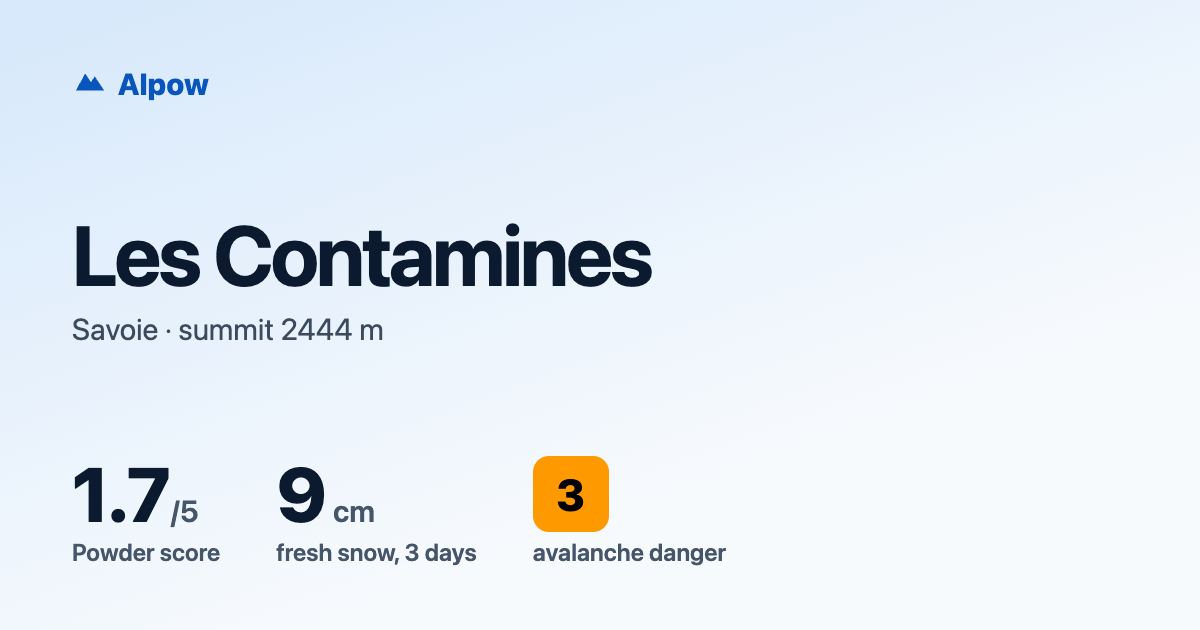 Alpow
Les Contamines
Savoie · summit 2444 m
1.7/5 9 cm 3
Powder score fresh snow, 3 days avalanche danger